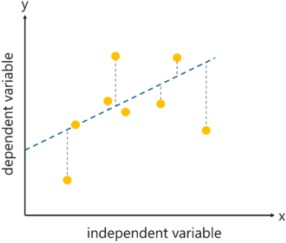 y
dependent variable
x
independent variable